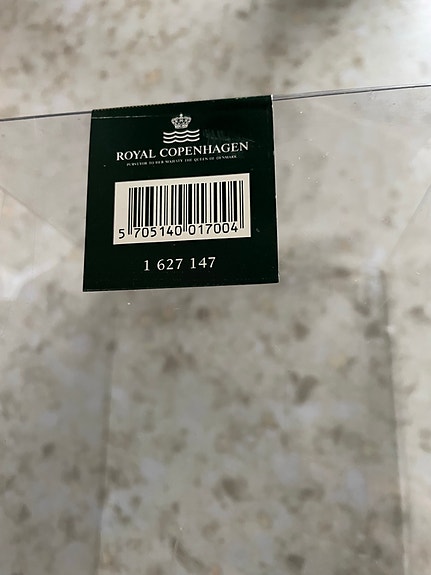 ROYAL COPENHAGEN
PURVEYOR TO HER MAJESTY THE QUEEN OF DENMARK
5 705140 017004
1 627 147